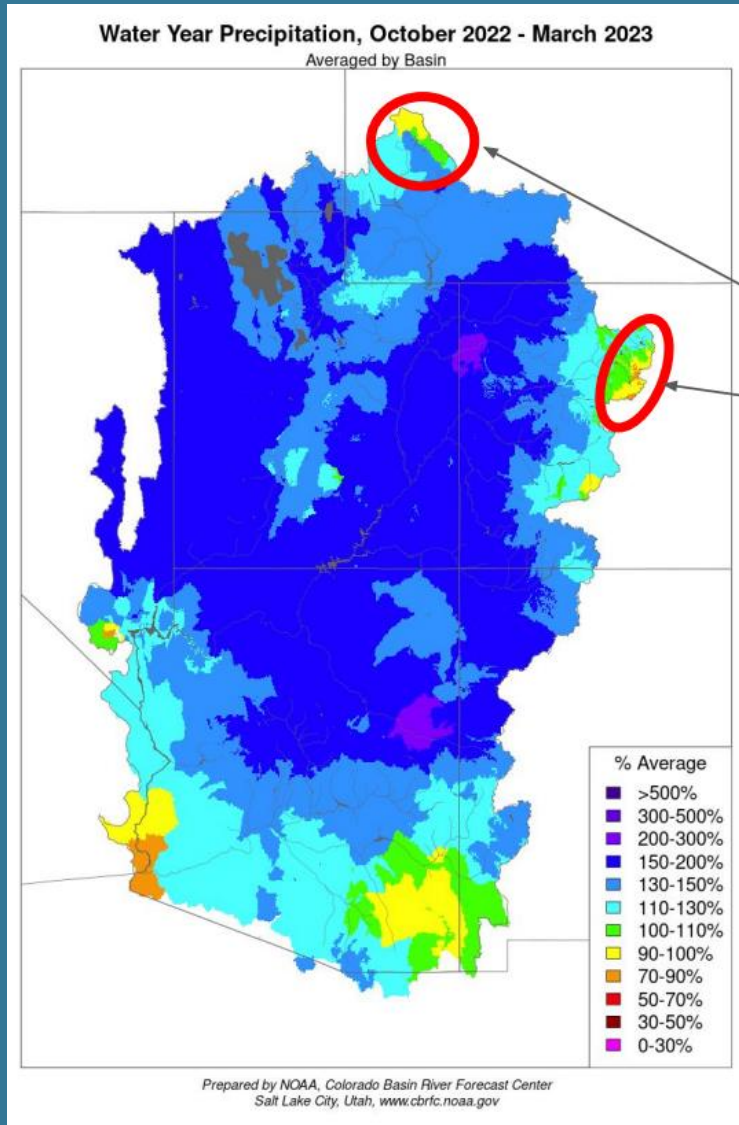 Water Year Precipitation, October 2022 - March 2023
Averaged by Basin
% Average
>500%
300-500%
200-300%
150-200%
130-150%
110-130%
100-110%
90-100%
70-90%
50-70%
30-50%
0-30%
Prepared by NOAA, Colorado Basin River Forecast Center
Salt Lake City, Utah, www.cbrfc.noaa.gov